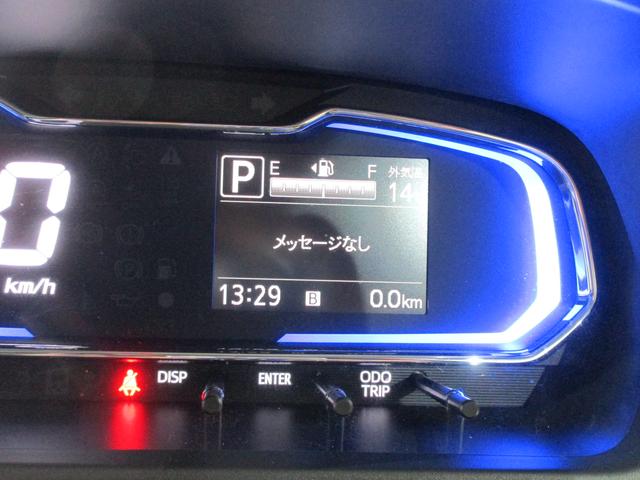 P E F 外気温
14
メッセージなし
13:29 B 0.0km
0
km/h
DISP ENTER ODO
TRIP